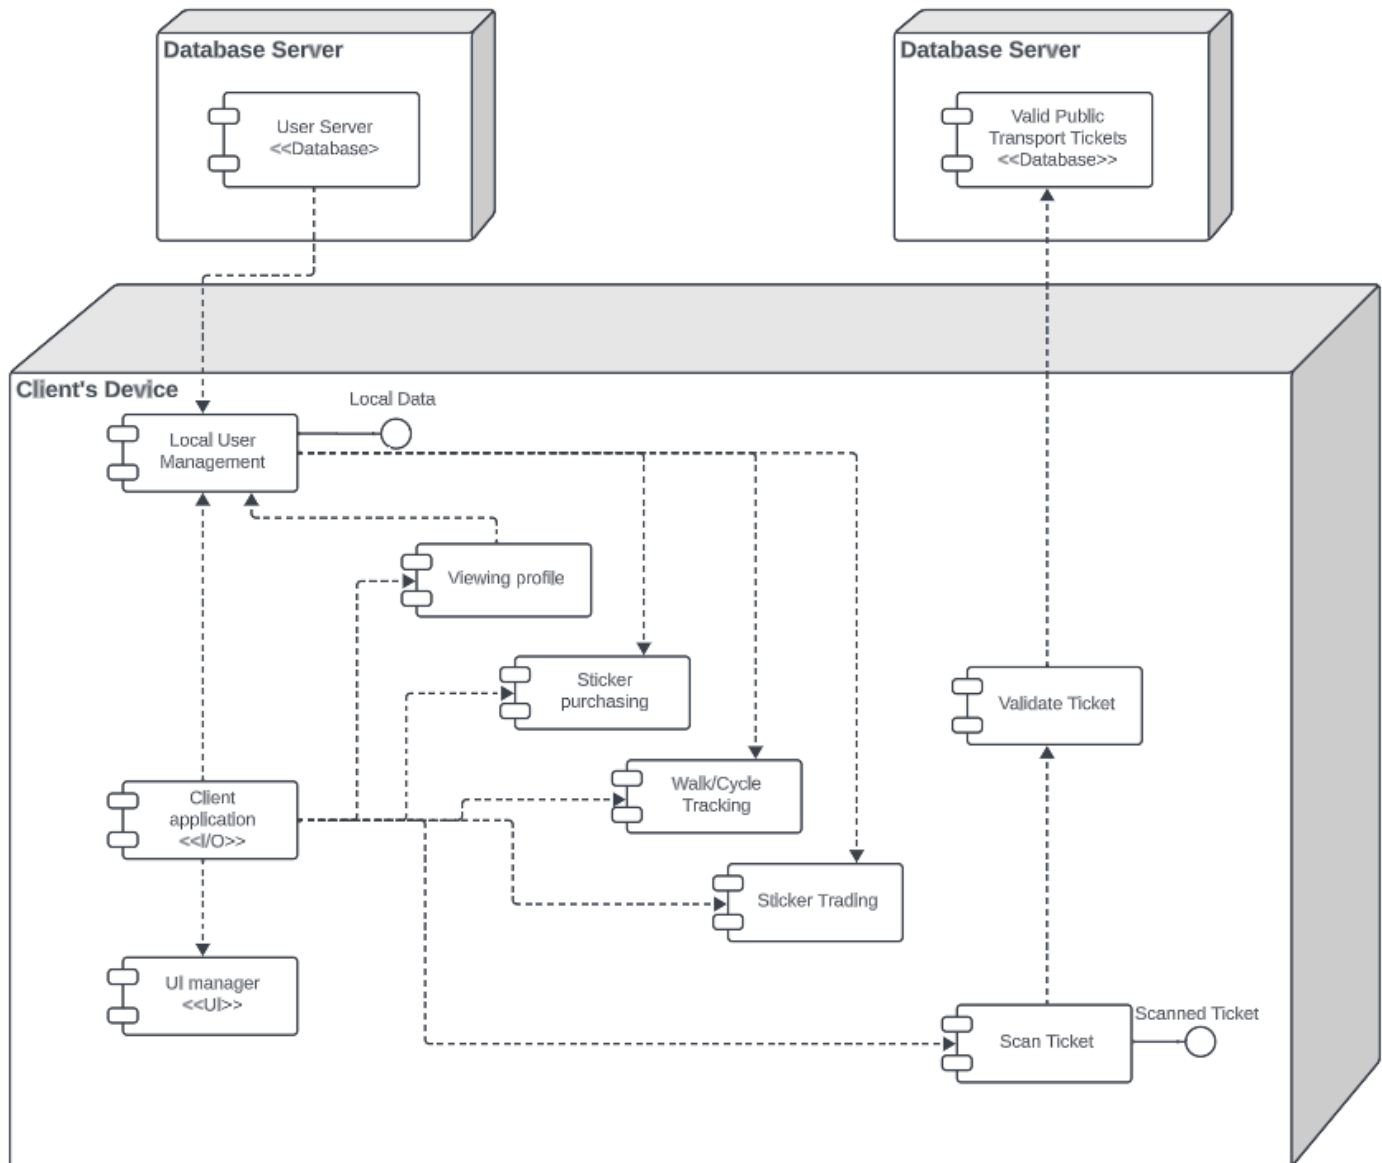 Database Server
User Server
<<Database>
Database Server
Valid Public
Transport Tickets
<<Database>>
Client's Device
Local Data
Local User
Management
Viewing profile
Sticker
purchasing
Validate Ticket
Walk/Cycle
Tracking
Client
application
<<I/O>>
Sticker Trading
UI manager
<<UI>>
Scanned Ticket
Scan Ticket